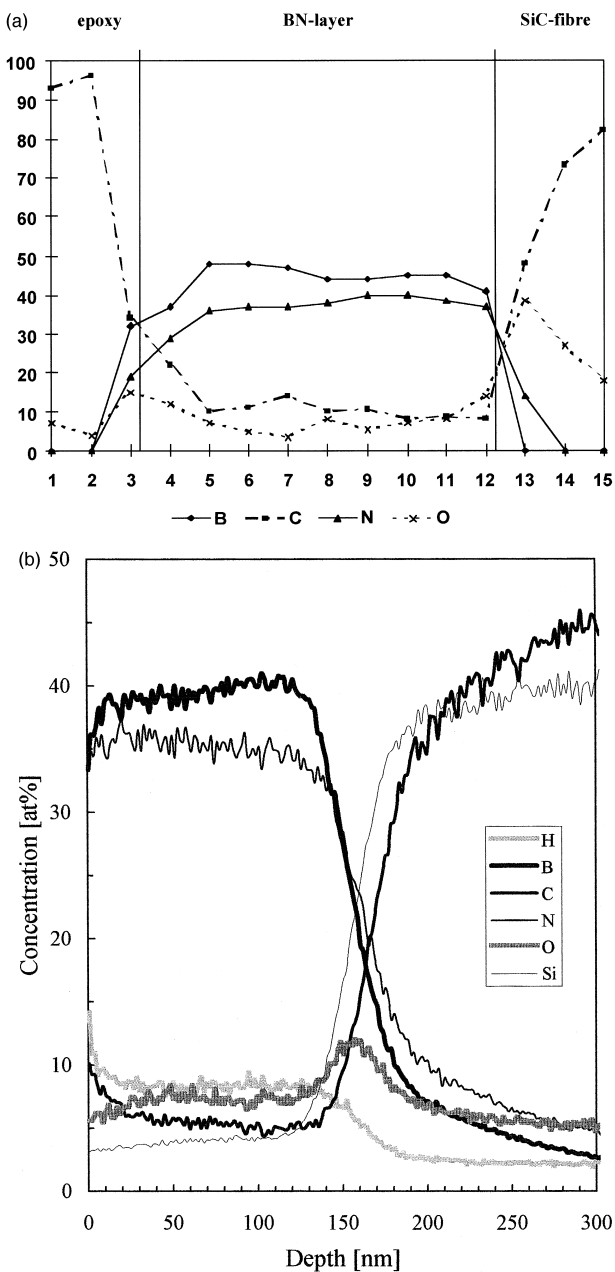 (a) epoxy BN-layer SiC-fibre
100
90
80
70
60
50
40
30
20
10
0
1 2 3 4 5 6 7 8 9 10 11 12 13 14 15
B C N O
(b)
50
40
30
20
10
0
Concentration [at%]
H
B
C
N
O
Si
0 50 100 150 200 250 300
Depth [nm]